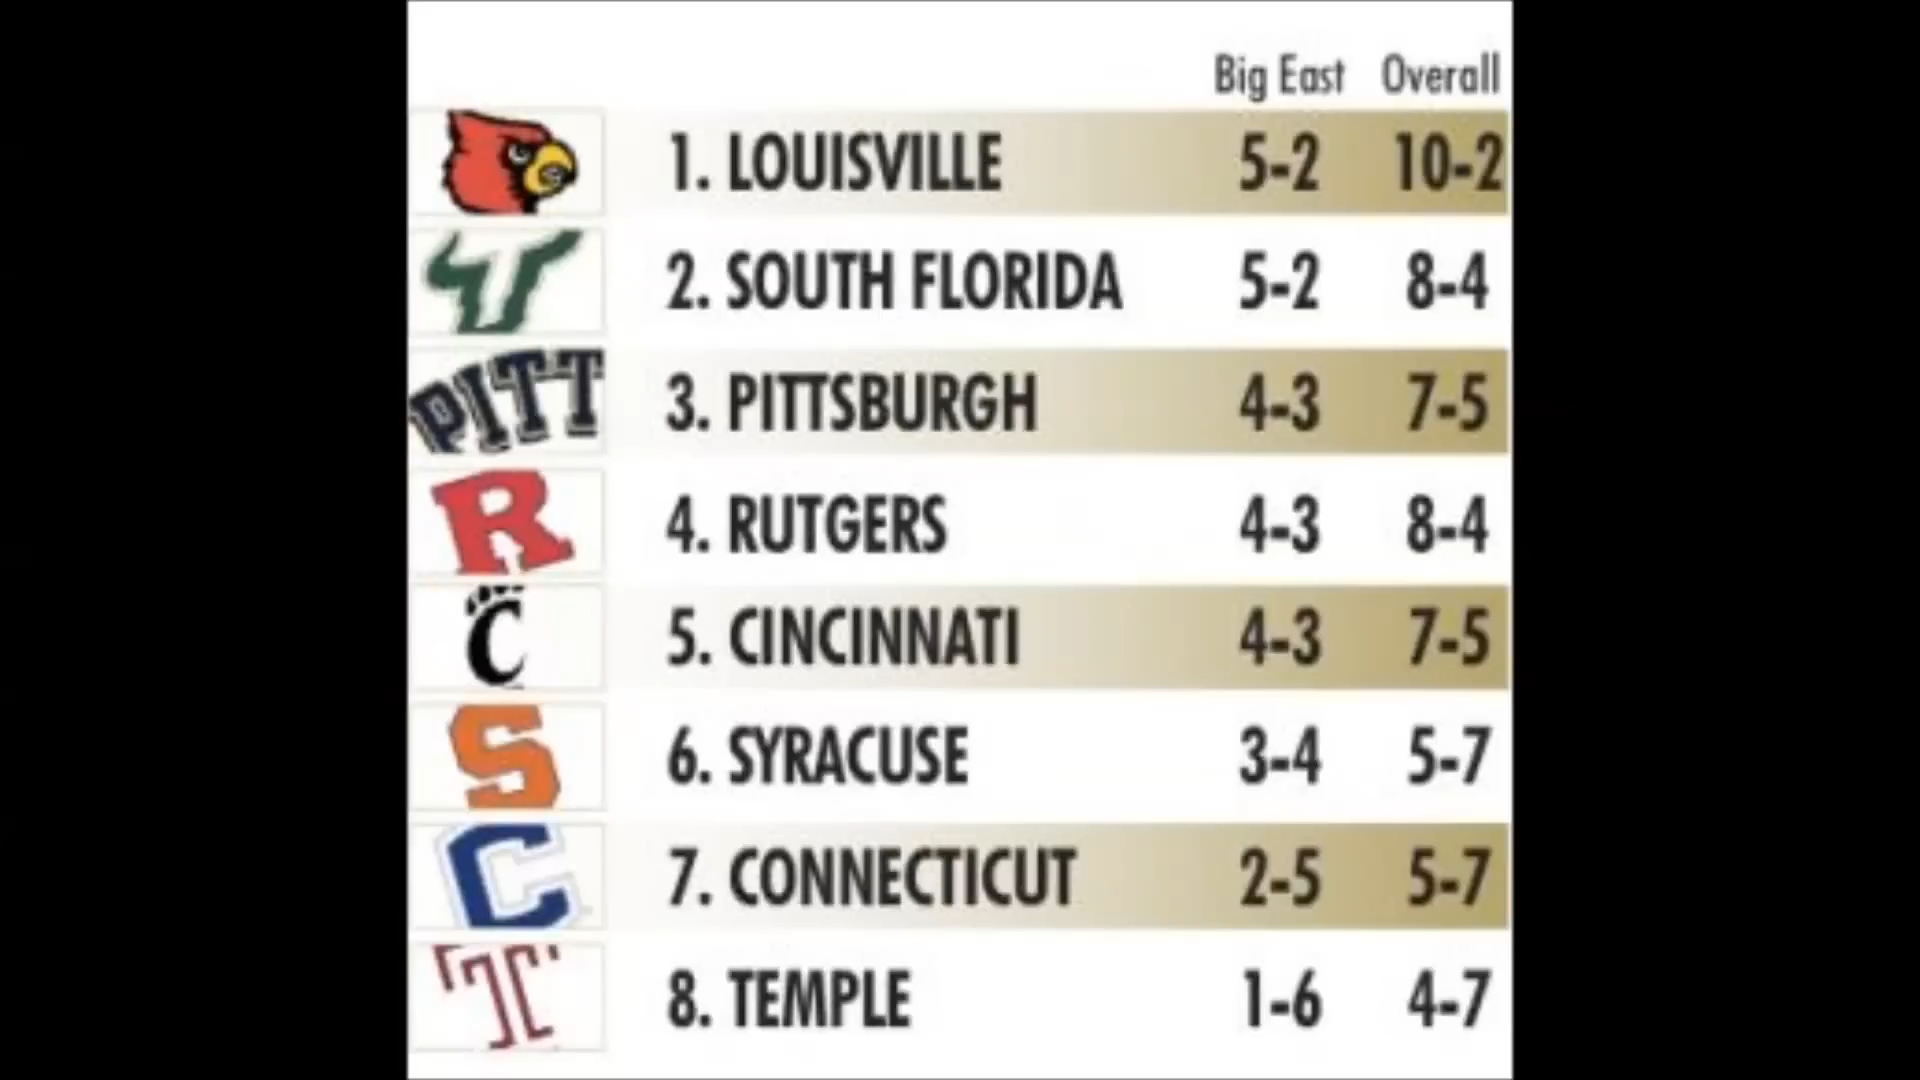 Big East Overall
1. LOUISVILLE 5-2 10-2
2. SOUTH FLORIDA 5-2 8-4
PITT 3. PITTSBURGH 4-3 7-5
R 4. RUTGERS 4-3 8-4
C 5. CINCINNATI 4-3 7-5
S 6. SYRACUSE 3-4 5-7
C 7. CONNECTICUT 2-5 5-7
T 8. TEMPLE 1-6 4-7